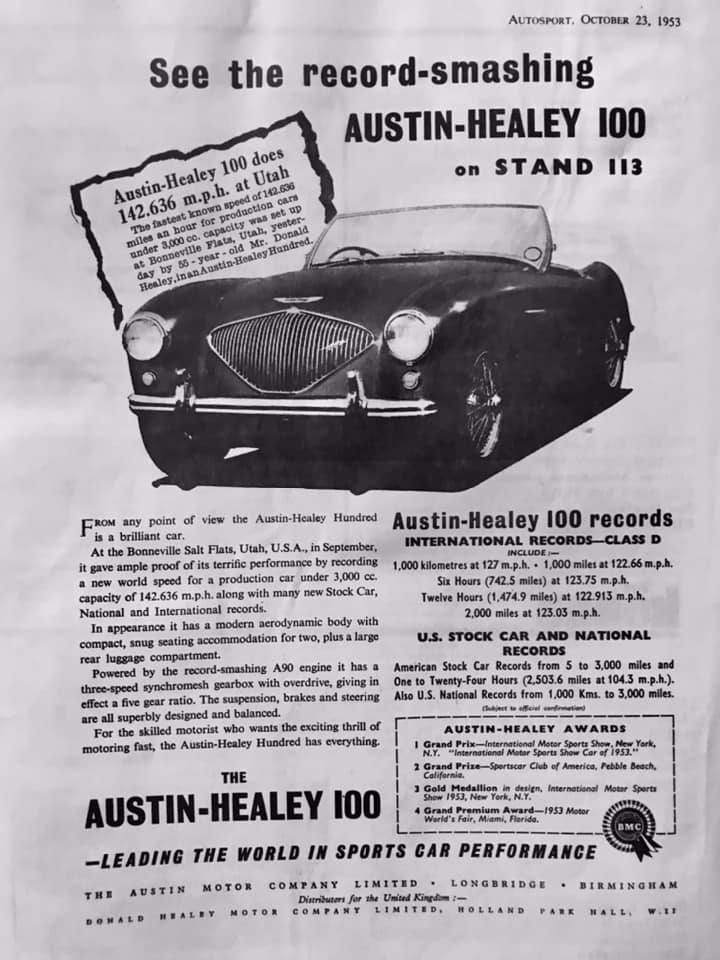 AUTOSPORT, OCTOBER 23, 1953
See the record-smashing
AUSTIN-HEALEY 100
on STAND 113
Austin-Healey 100 does
142.636 m.p.h. at Utah
The fastest known speed of 142.636
miles an hour for production cars
under 3,000 cc. capacity was set up
at Bonneville Flats, Utah, yester-
day by 55-year-old Mr. Donald
Healey, in an Austin-Healey Hundred.
FROM any point of view the Austin-Healey Hundred
is a brilliant car.
At the Bonneville Salt Flats, Utah, U.S.A., in September,
it gave ample proof of its terrific performance by recording
a new world speed for a production car under 3,000 cc.
capacity of 142.636 m.p.h. along with many new Stock Car,
National and International records.
In appearance it has a modern aerodynamic body with
compact, snug seating accommodation for two, plus a large
rear luggage compartment.
Powered by the record-smashing A90 engine it has a
three-speed synchromesh gearbox with overdrive, giving in
effect a five gear ratio. The suspension, brakes and steering
are all superbly designed and balanced.
For the skilled motorist who wants the exciting thrill of
motoring fast, the Austin-Healey Hundred has everything.
Austin-Healey 100 records
INTERNATIONAL RECORDS—CLASS D
INCLUDE :—
1,000 kilometres at 127 m.p.h. • 1,000 miles at 122.66 m.p.h.
Six Hours (742.5 miles) at 123.75 m.p.h.
Twelve Hours (1,474.9 miles) at 122.913 m.p.h.
2,000 miles at 123.03 m.p.h.
U.S. STOCK CAR AND NATIONAL
RECORDS
American Stock Car Records from 5 to 3,000 miles and
One to Twenty-Four Hours (2,503.6 miles at 104.3 m.p.h.).
Also U.S. National Records from 1,000 Kms. to 3,000 miles.
(Subject to official confirmation)
AUSTIN-HEALEY AWARDS
1 Grand Prix—International Motor Sports Show, New York,
N.Y. "International Motor Sports Show Car of 1953."
2 Grand Prize—Sportscar Club of America, Pebble Beach,
California.
3 Gold Medallion in design, International Motor Sports
Show 1953, New York, N.Y.
4 Grand Premium Award—1953 Motor
World's Fair, Miami, Florida.
BMC
THE
AUSTIN-HEALEY 100
—LEADING THE WORLD IN SPORTS CAR PERFORMANCE
THE AUSTIN MOTOR COMPANY LIMITED • LONGBRIDGE • BIRMINGHAM
Distributors for the United Kingdom :—
DONALD HEALEY MOTOR COMPANY LIMITED, HOLLAND PARK HALL, W.11